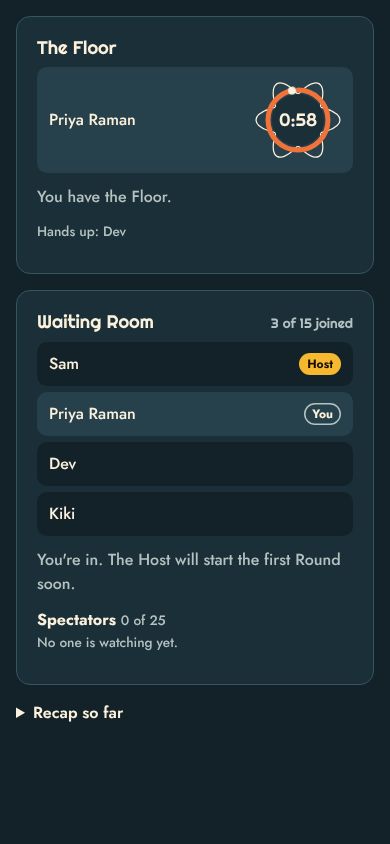 The Floor
Priya Raman
0:58
You have the Floor.
Hands up: Dev
Waiting Room
3 of 15 joined
Sam
Host
Priya Raman
You
Dev
Kiki
You're in. The Host will start the first Round
soon.
Spectators 0 of 25
No one is watching yet.
Recap so far